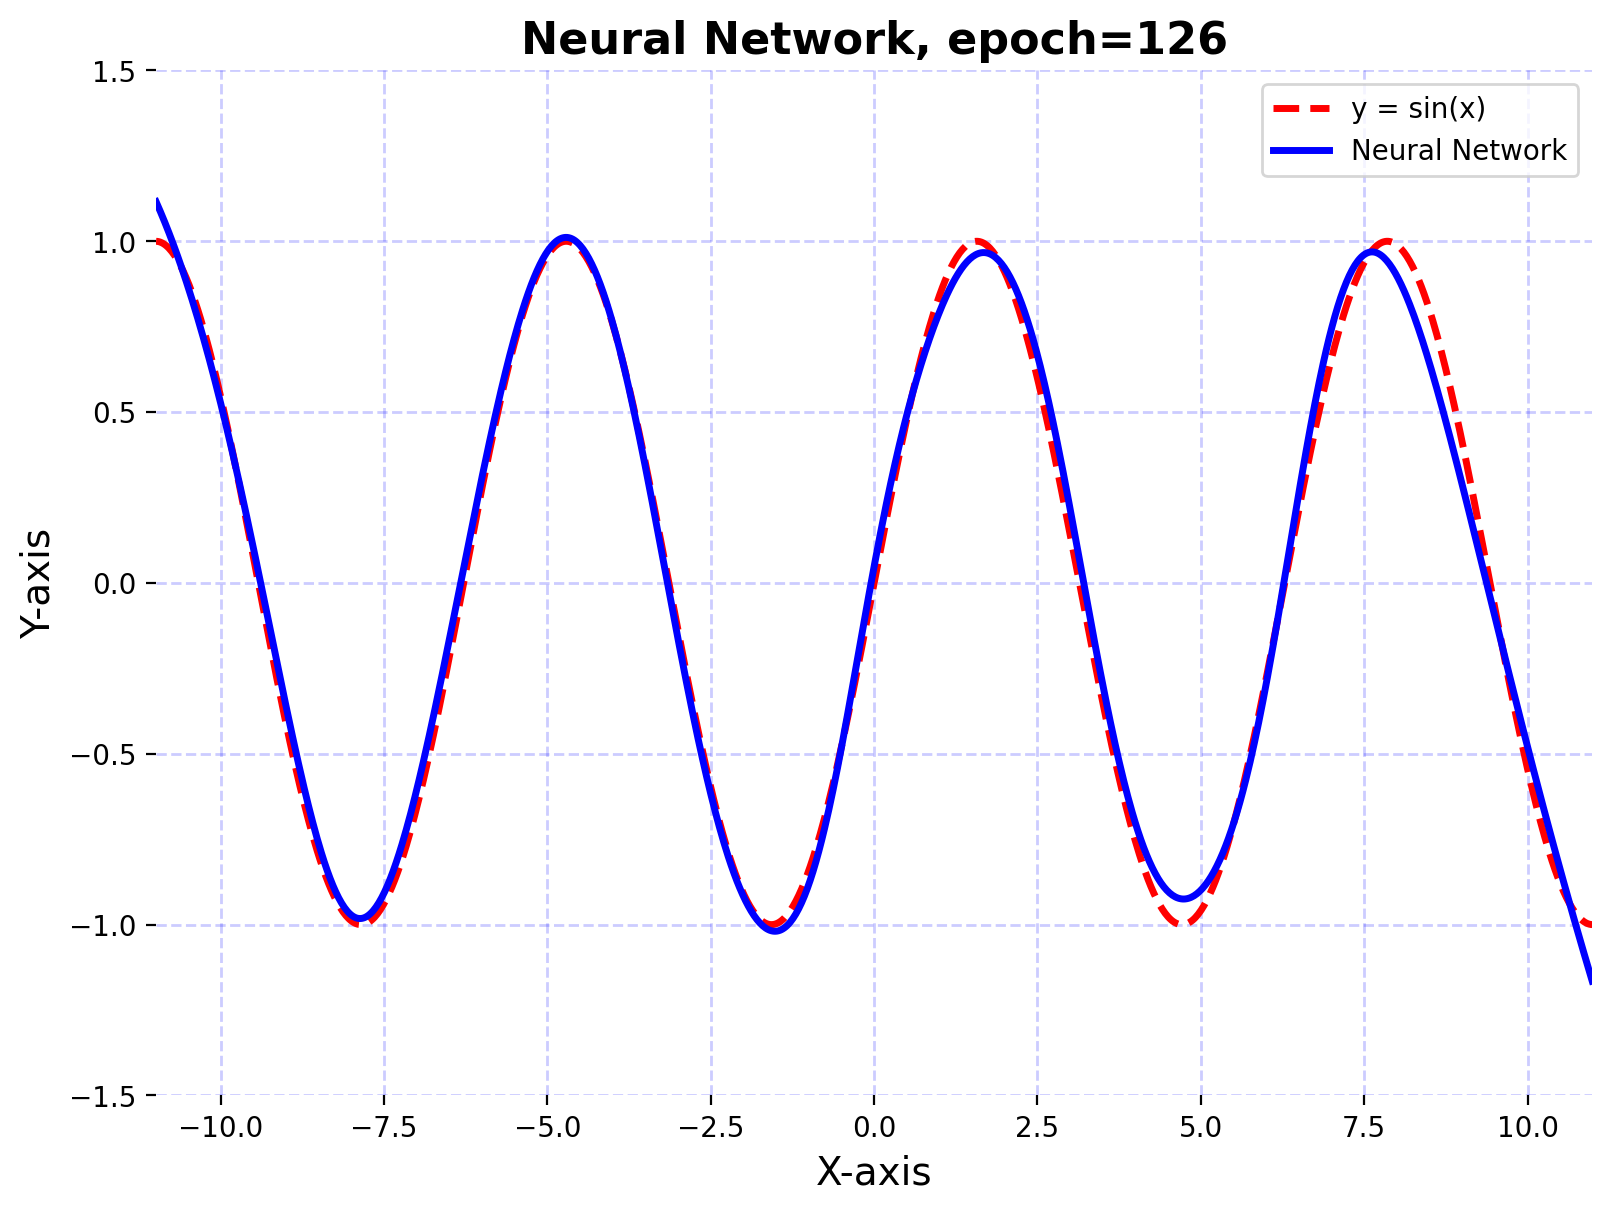 Neural Network, epoch=126
1.5
y = sin(x)
Neural Network
1.0
0.5
0.0
−0.5
−1.0
−1.5
Y-axis
−10.0 −7.5 −5.0 −2.5 0.0 2.5 5.0 7.5 10.0
X-axis